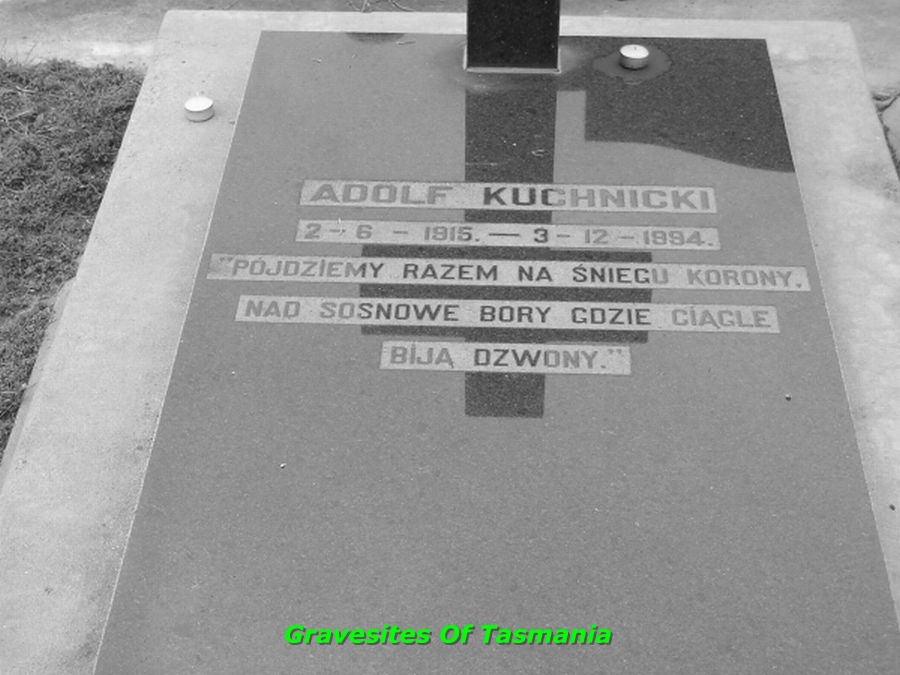 ADOLF KUCHNICKI
2 - 6 - 1915. — 3 - 12 - 1994.
"PÓJDZIEMY RAZEM NA ŚNIEGU KORONY.
NAD SOSNOWE BORY GDZIE CIĄGLE
BIJĄ DZWONY."
Gravesites Of Tasmania